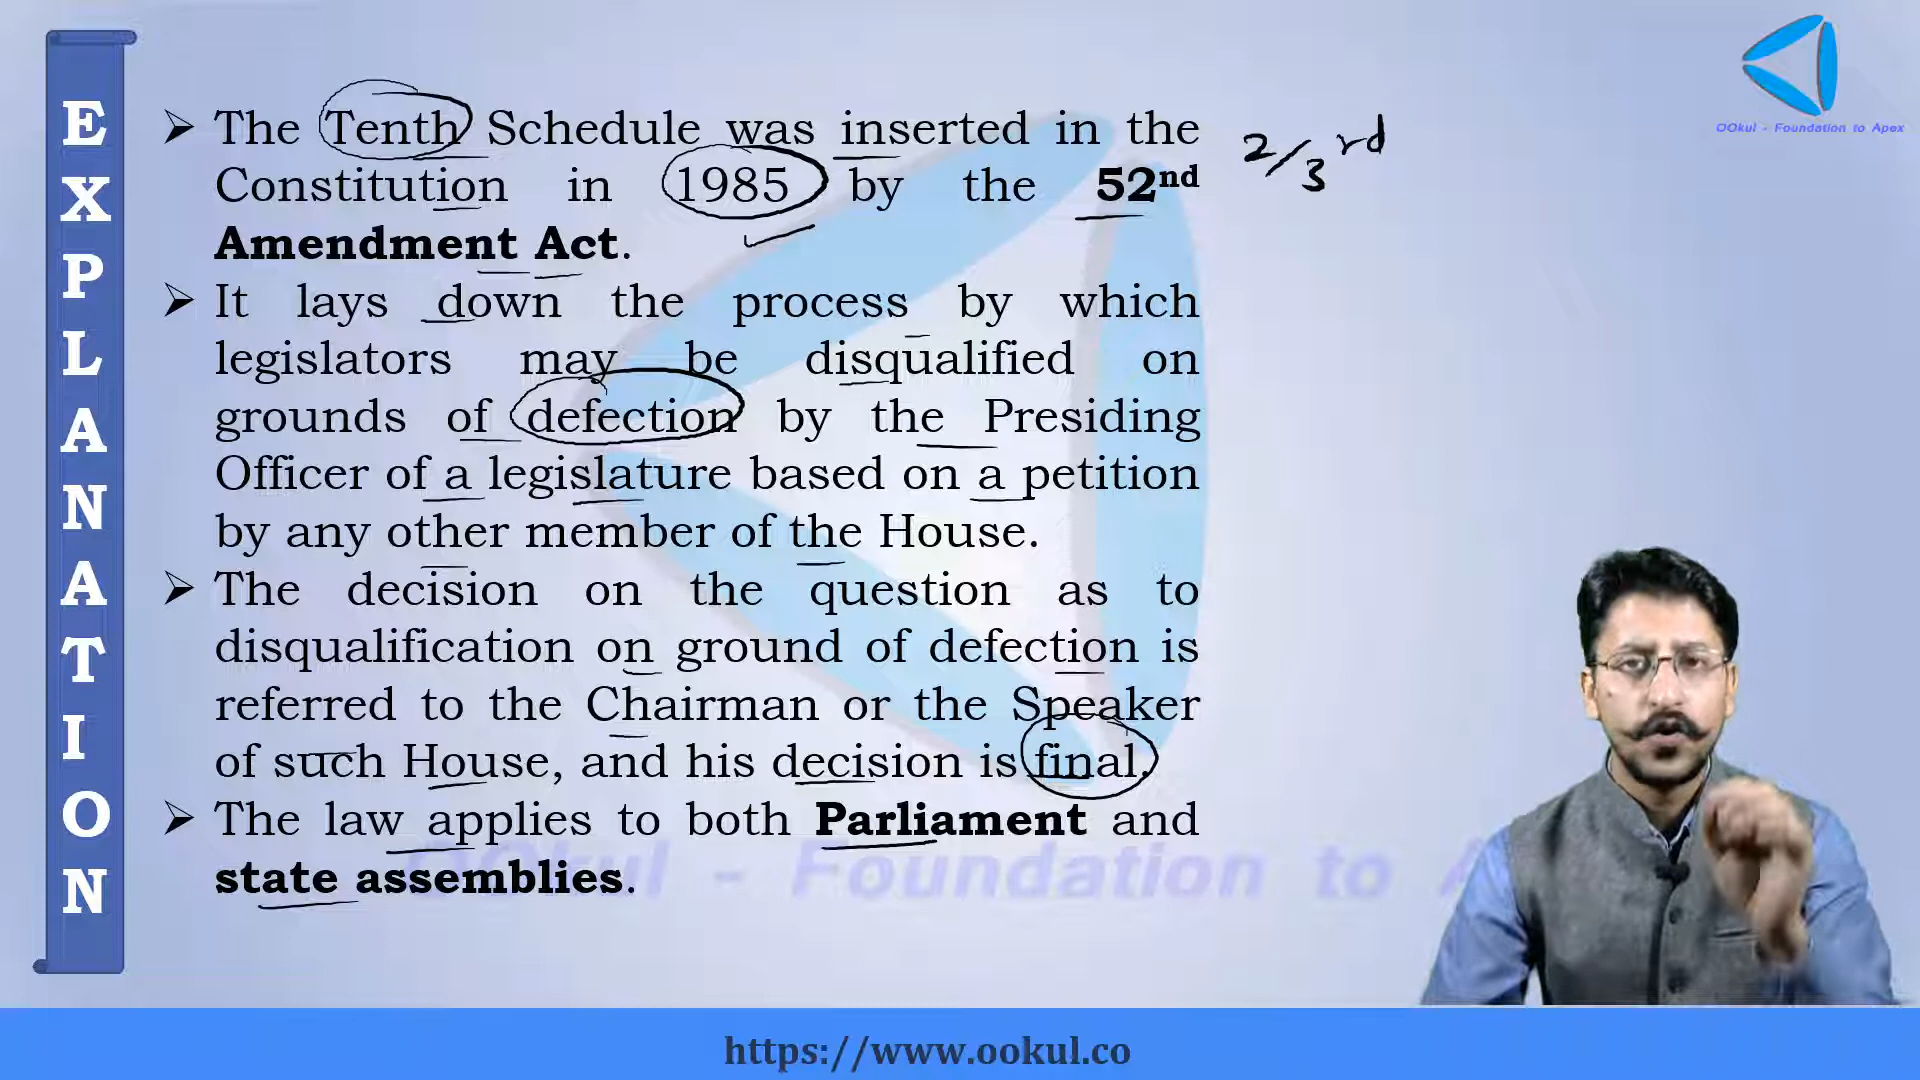 EXPLANATION
➢ The Tenth Schedule was inserted in the
Constitution in 1985 by the 52nd
Amendment Act.
➢ It lays down the process by which
legislators may be disqualified on
grounds of defection by the Presiding
Officer of a legislature based on a petition
by any other member of the House.
➢ The decision on the question as to
disqualification on ground of defection is
referred to the Chairman or the Speaker
of such House, and his decision is final.
➢ The law applies to both Parliament and
state assemblies.
2/3rd
OOkul - Foundation to Apex
OOkul - Foundation to A
https://www.ookul.co